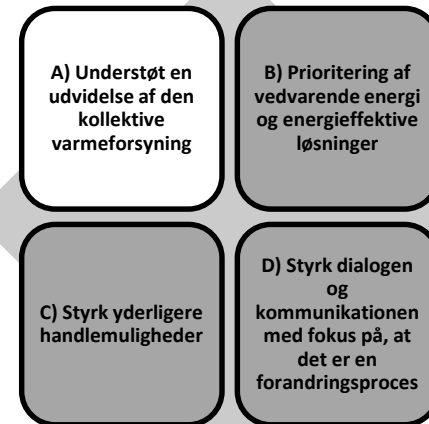 A) Understøt en
udvidelse af den
kollektive
varmeforsyning
B) Prioritering af
vedvarende energi
og energieffektive
løsninger
C) Styrk yderligere
handlemuligheder
D) Styrk dialogen
og
kommunikationen
med fokus på, at
det er en
forandringsproces